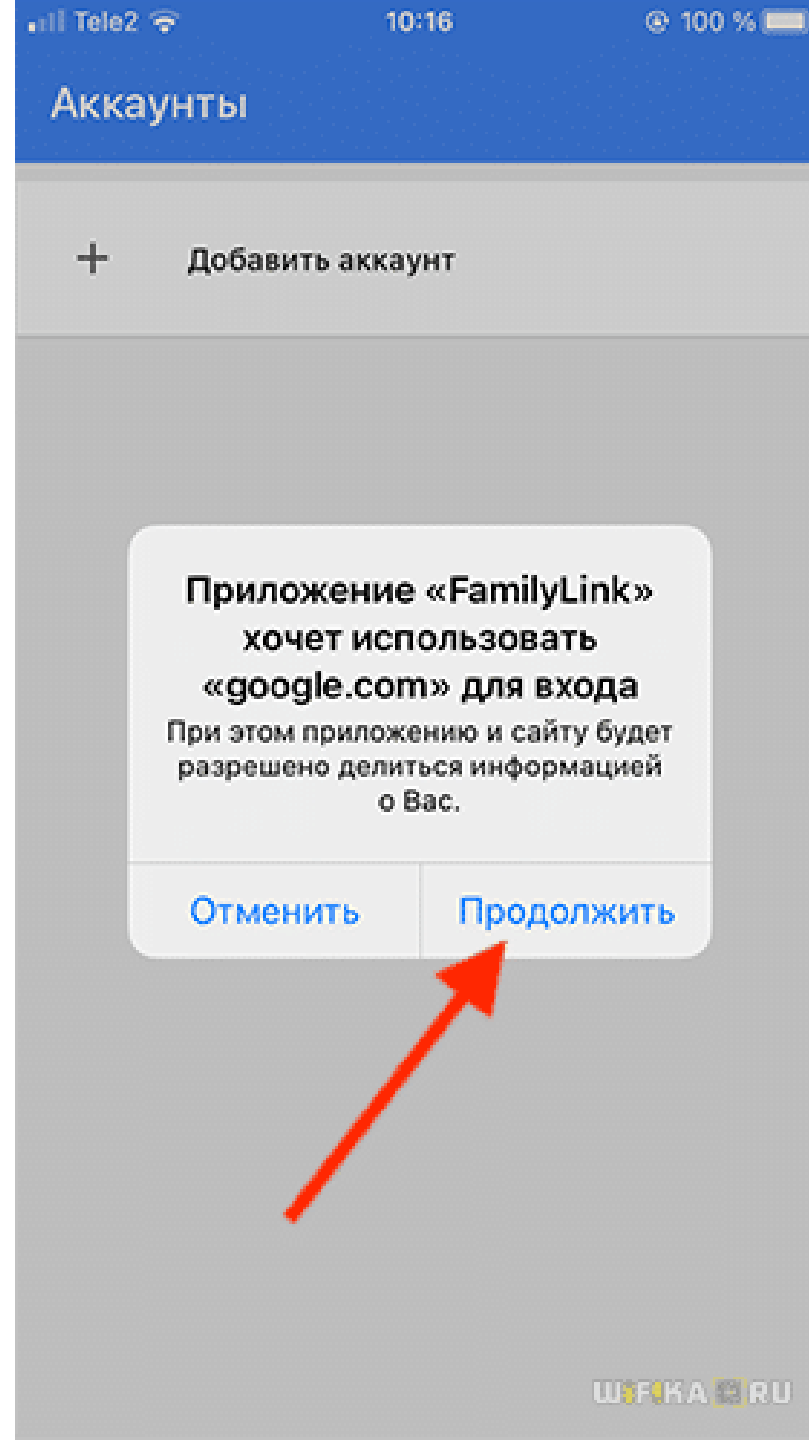 Tele2 10:16 100 %
Аккаунты
+ Добавить аккаунт
Приложение «FamilyLink»
хочет использовать
«google.com» для входа
При этом приложению и сайту будет
разрешено делиться информацией
о Вас.
Отменить Продолжить
WiFiKA RU